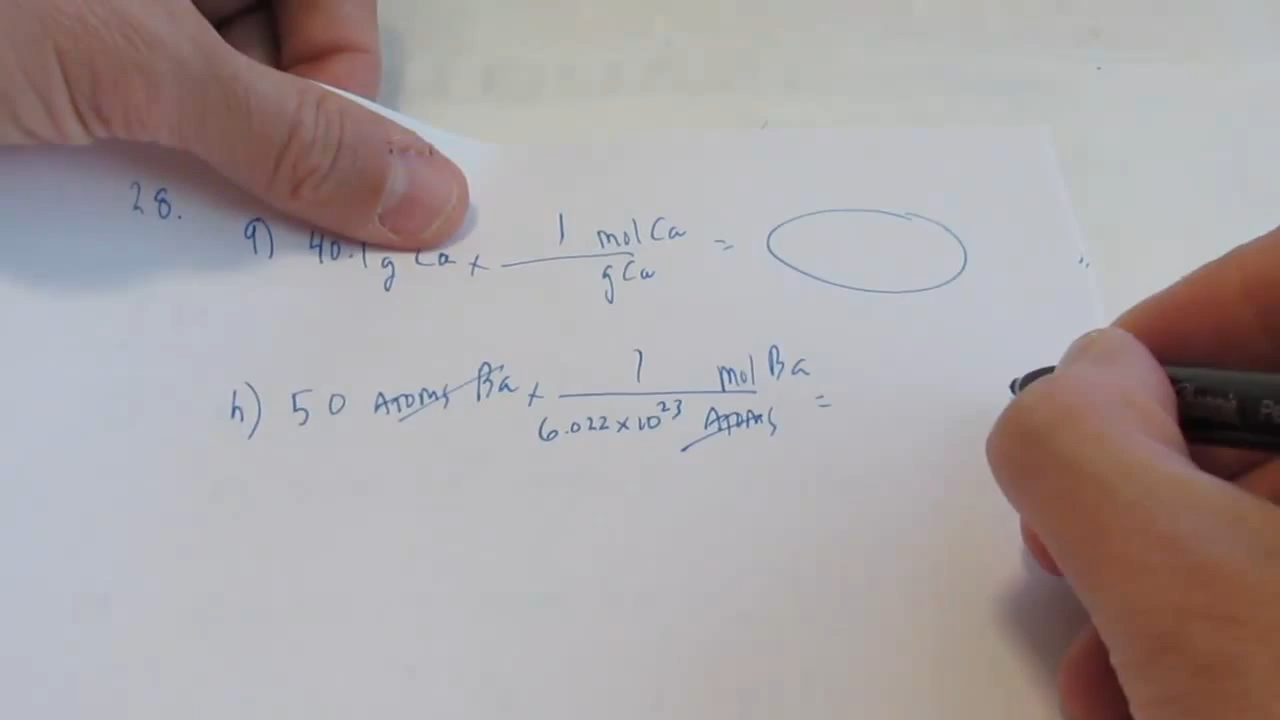 28.
g) 40.1 g Ca x 1 mol Ca / g Ca =
h) 50 ATOMS Ba x 1 mol Ba / 6.022 x 10^23 ATOMS =